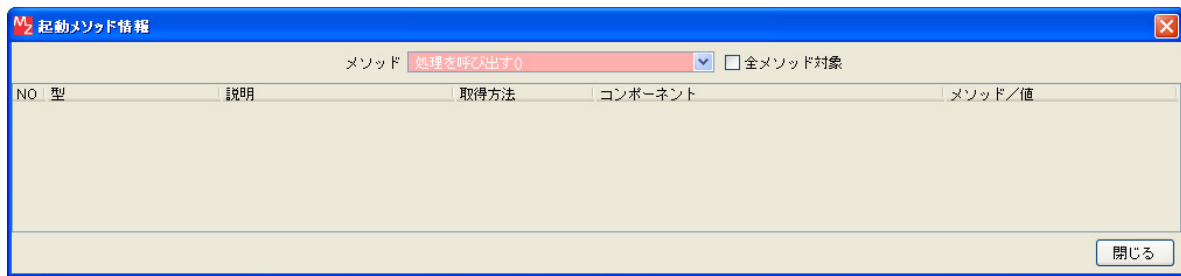 MZ 起動メソッド情報
メソッド 処理を呼び出す() 全メソッド対象
NO 型 説明 取得方法 コンポーネント メソッド／値
閉じる